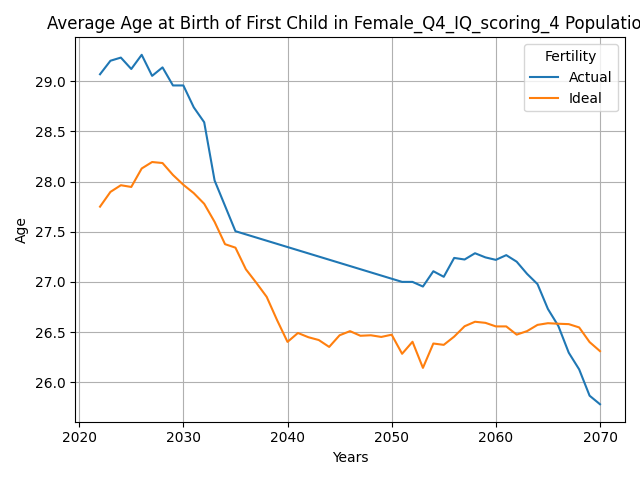 Average Age at Birth of First Child in Female_Q4_IQ_scoring_4 Populatio
Fertility
Actual
Ideal
29.0
28.5
28.0
27.5
27.0
26.5
26.0
Age
2020
2030
2040
2050
2060
2070
Years